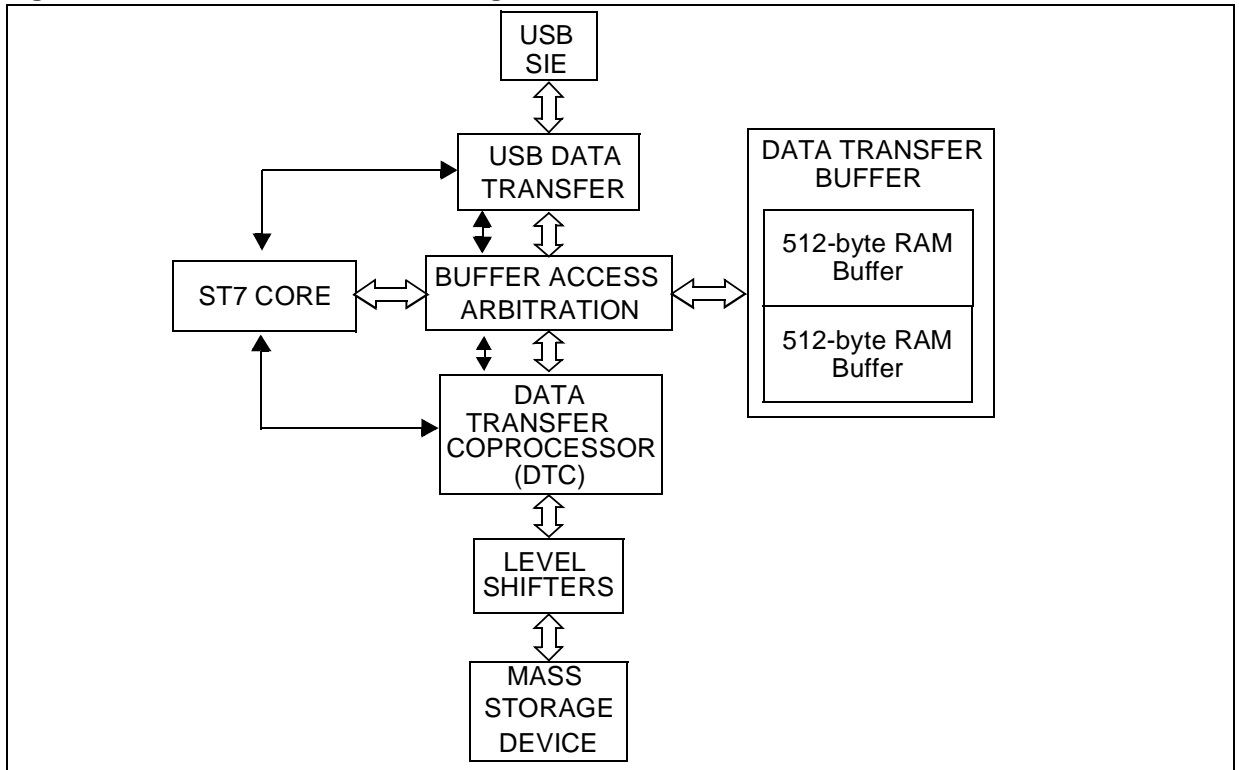 USB
SIE
USB DATA
TRANSFER
DATA TRANSFER
BUFFER
512-byte RAM
Buffer
ST7 CORE
BUFFER ACCESS
ARBITRATION
512-byte RAM
Buffer
DATA
TRANSFER
COPROCESSOR
(DTC)
LEVEL
SHIFTERS
MASS
STORAGE
DEVICE